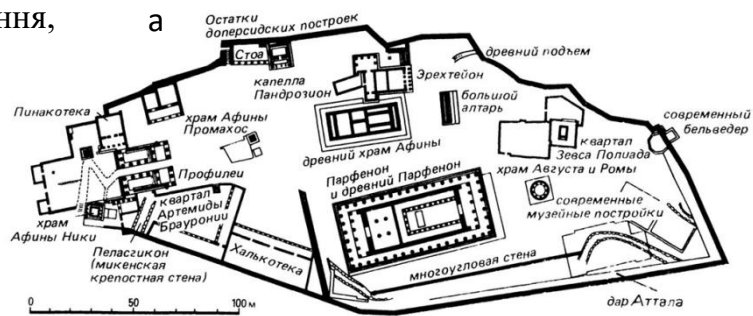 ння,
а
Остатки
доперсидских построек
Стоа
капелла
Пандрозион
Эрехтейон
древний подъем
большой
алтарь
Пинакотека
храм Афины
Промахос
древний храм Афины
современный
бельведер
квартал
Зевса Полиада
храм Августа и Ромы
Пропилеи
Парфенон
и древний Парфенон
квартал
Артемиды
Брауронии
современные
музейные постройки
храм
Афины Ники
Пеласгикон
(микенская
крепостная стена)
Халькотека
многоугловая стена
дар Аттала
0 50 100 м